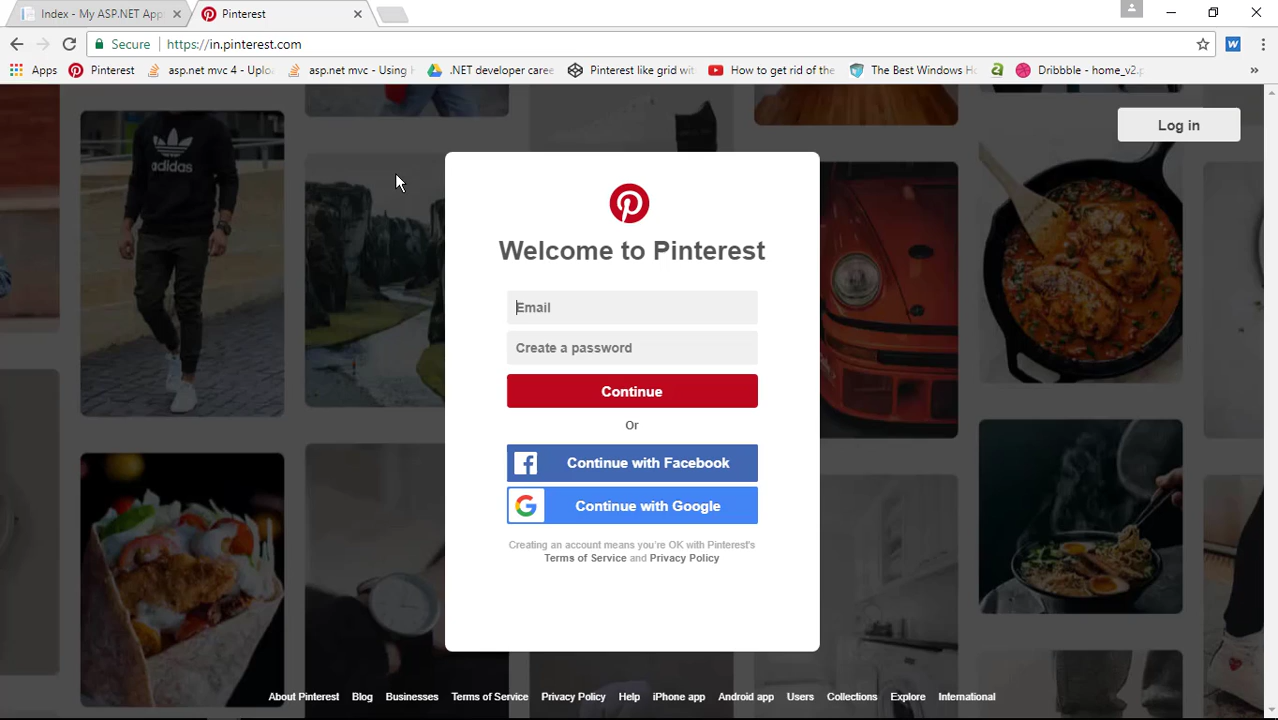 Index - My ASP.NET App
Pinterest
Secure
https://in.pinterest.com
Apps
Pinterest
asp.net mvc 4 - Uplo
asp.net mvc - Using
.NET developer caree
Pinterest like grid wit
How to get rid of the
The Best Windows H
Dribbble - home_v2.p
Log in
adidas
Welcome to Pinterest
Email
Create a password
Continue
Or
Continue with Facebook
Continue with Google
Creating an account means you're OK with Pinterest's
Terms of Service and Privacy Policy
About Pinterest Blog Businesses Terms of Service Privacy Policy Help iPhone app Android app Users Collections Explore International